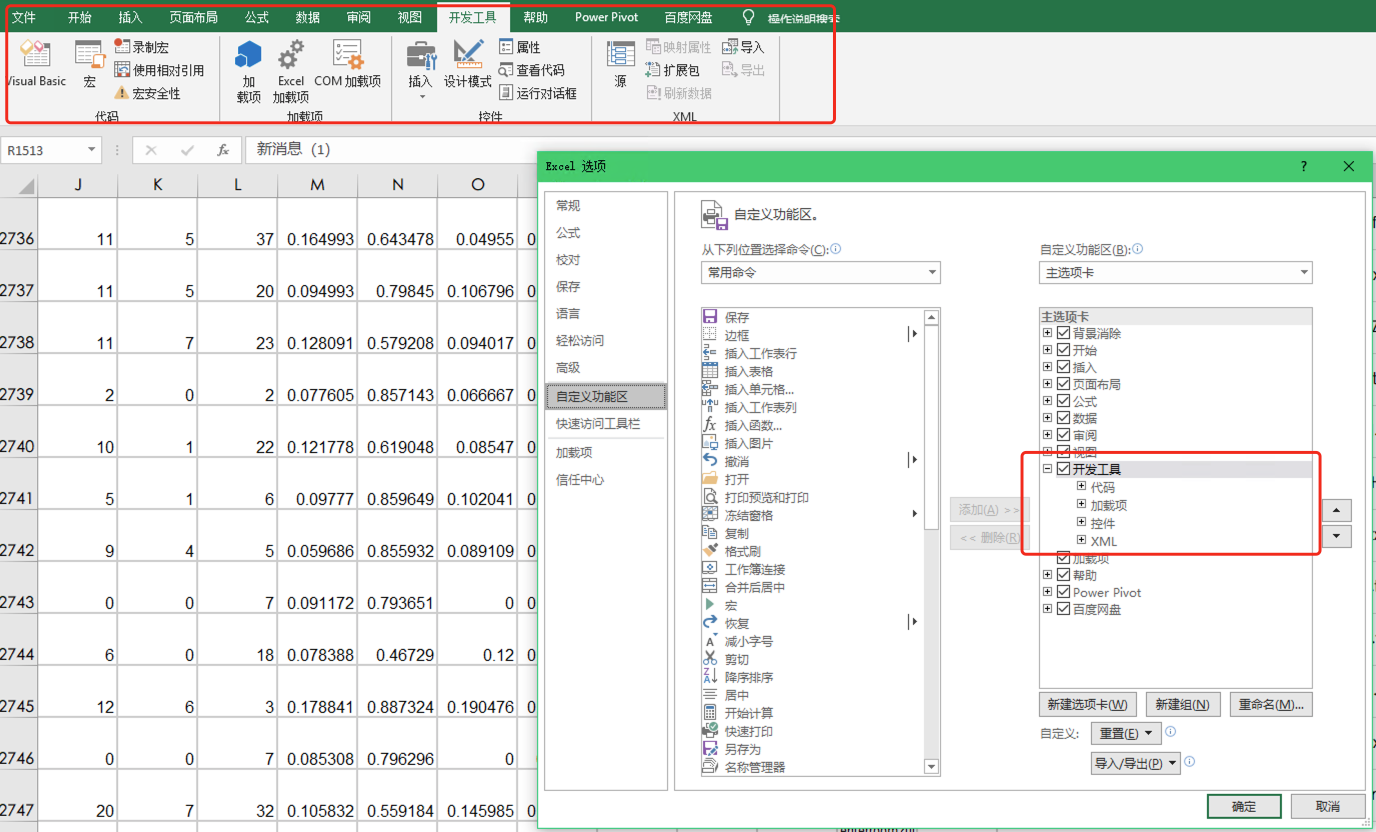 文件 开始 插入 页面布局 公式 数据 审阅 视图 开发工具 帮助 Power Pivot 百度网盘 操作说明搜索
录制宏 属性 映射属性 导入
使用相对引用 查看代码 扩展包 导出
宏安全性 运行对话框 刷新数据
Visual Basic 宏 加载项 Excel 加载项 COM 加载项 插入 设计模式 源
代码 加载项 控件 XML
R1513 fx 新消息 (1)
Excel 选项 ?
J K L M N O
2736 11 5 37 0.164993 0.643478 0.04955 0
2737 11 5 20 0.094993 0.79845 0.106796 0
2738 11 7 23 0.128091 0.579208 0.094017 0
2739 2 0 2 0.077605 0.857143 0.066667 0
2740 10 1 22 0.121778 0.619048 0.08547 0
2741 5 1 6 0.09777 0.859649 0.102041 0
2742 9 4 5 0.059686 0.855932 0.089109 0
2743 0 0 7 0.091172 0.793651 0 0
2744 6 0 18 0.078388 0.46729 0.12 0
2745 12 6 3 0.178841 0.887324 0.190476 0
2746 0 0 7 0.085308 0.796296 0
2747 20 7 32 0.105832 0.559184 0.145985 0
常规
公式
校对
保存
语言
轻松访问
高级
自定义功能区
快速访问工具栏
加载项
信任中心
自定义功能区。
从下列位置选择命令(C):
常用命令
保存
边框
插入工作表行
插入表格
插入单元格...
插入工作表列
插入函数...
插入图片
撤消
打开
打印预览和打印
冻结窗格
复制
格式刷
工作簿连接
合并后居中
宏
恢复
减小字号
剪切
降序排序
居中
开始计算
快速打印
另存为
名称管理器
添加(A) >>
<< 删除(R)
自定义功能区(B):
主选项卡
主选项卡
背景消除
开始
插入
页面布局
公式
数据
审阅
视图
开发工具
代码
加载项
控件
XML
加载项
帮助
Power Pivot
百度网盘
新建选项卡(W) 新建组(N) 重命名(M)...
自定义: 重置(E)
导入/导出(P)
确定 取消